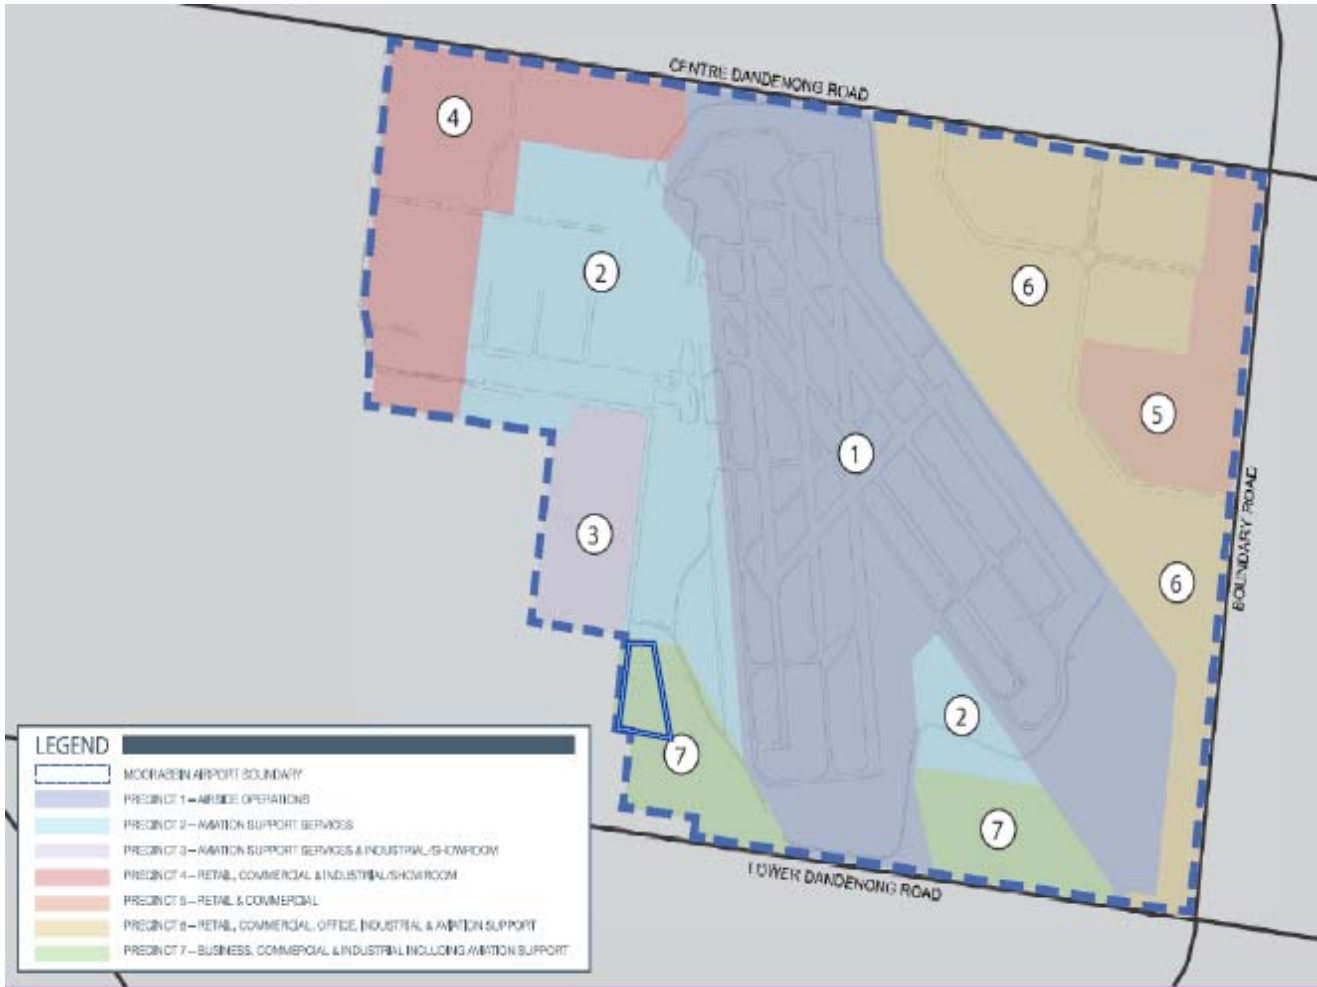 CENTRE DANDENONG ROAD
4
2
6
5
1
BOUNDARY ROAD
3
6
2
7
7
LOWER DANDENONG ROAD
LEGEND
MOORABBIN AIRPORT BOUNDARY
PRECINCT 1 – AIRSIDE OPERATIONS
PRECINCT 2 – AVIATION SUPPORT SERVICES
PRECINCT 3 – AVIATION SUPPORT SERVICES & INDUSTRIAL/SHOWROOM
PRECINCT 4 – RETAIL, COMMERCIAL & INDUSTRIAL/SHOWROOM
PRECINCT 5 – RETAIL & COMMERCIAL
PRECINCT 6 – RETAIL, COMMERCIAL, OFFICE, INDUSTRIAL & AVIATION SUPPORT
PRECINCT 7 – BUSINESS, COMMERCIAL & INDUSTRIAL INCLUDING AVIATION SUPPORT